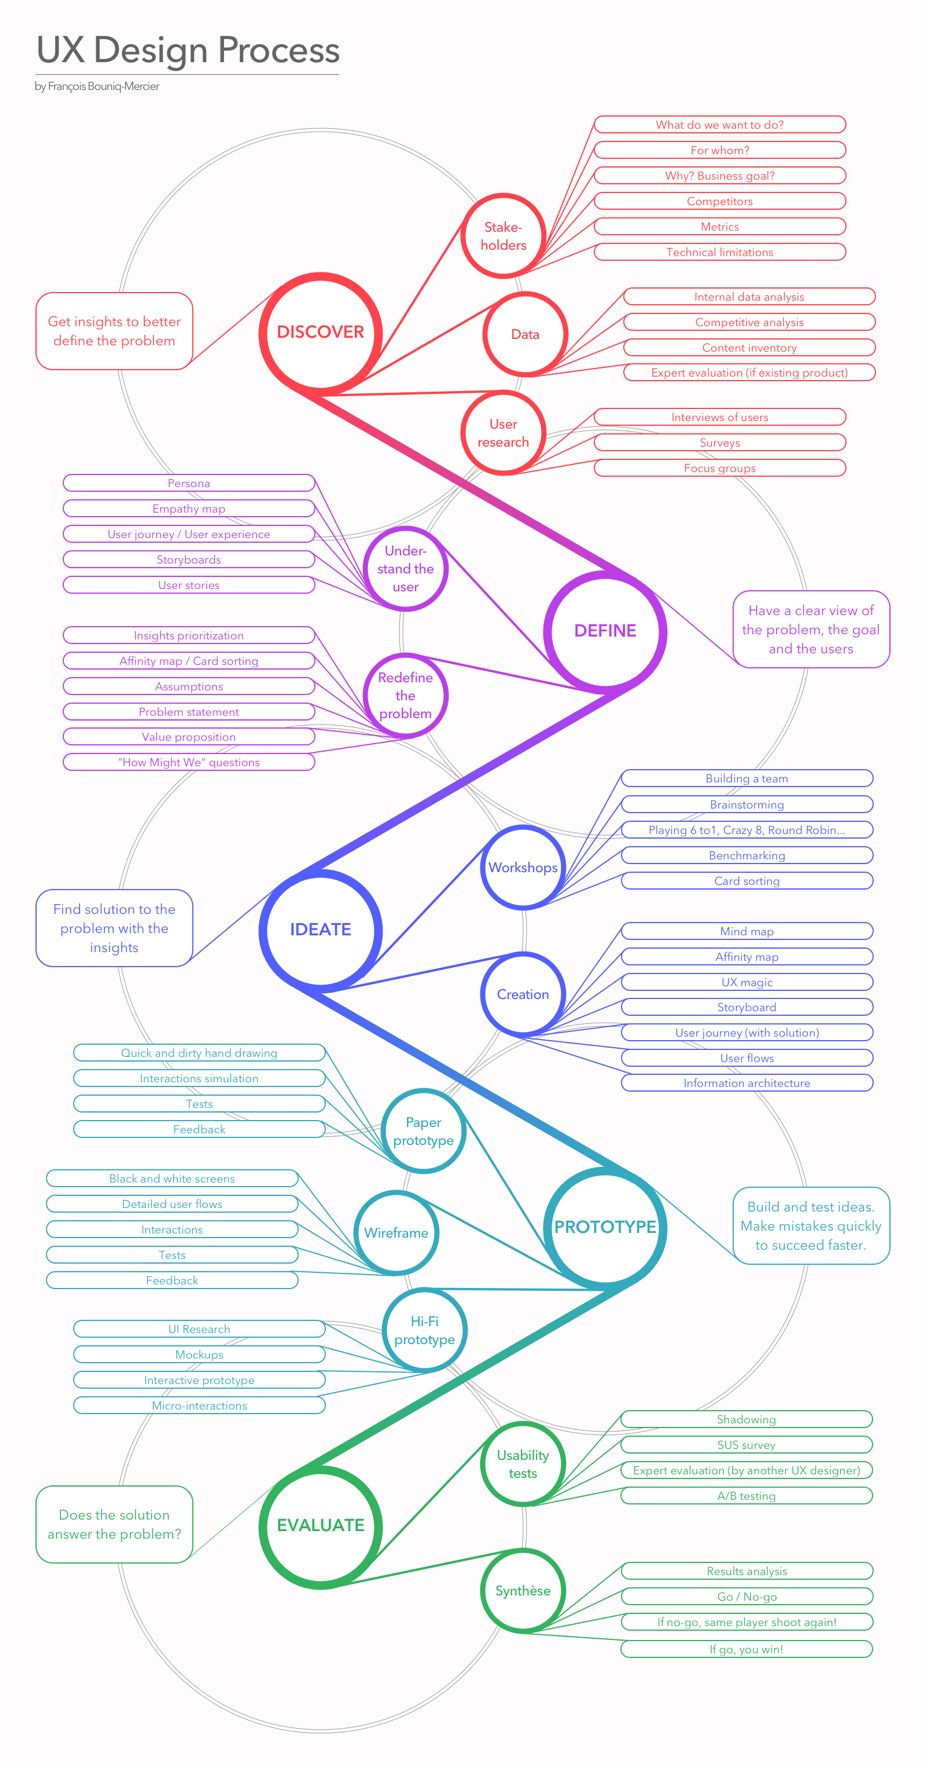 UX Design Process
by François Bouniq-Mercier
Get insights to better
define the problem
DISCOVER
Stake-
holders
What do we want to do?
For whom?
Why? Business goal?
Competitors
Metrics
Technical limitations
Data
Internal data analysis
Competitive analysis
Content inventory
Expert evaluation (if existing product)
User
research
Interviews of users
Surveys
Focus groups
Persona
Empathy map
User journey / User experience
Storyboards
User stories
Under-
stand the
user
DEFINE
Have a clear view of
the problem, the goal
and the users
Insights prioritization
Affinity map / Card sorting
Assumptions
Problem statement
Value proposition
"How Might We" questions
Redefine
the
problem
Find solution to the
problem with the
insights
IDEATE
Workshops
Building a team
Brainstorming
Playing 6 to1, Crazy 8, Round Robin...
Benchmarking
Card sorting
Creation
Mind map
Affinity map
UX magic
Storyboard
User journey (with solution)
User flows
Information architecture
Quick and dirty hand drawing
Interactions simulation
Tests
Feedback
Paper
prototype
Black and white screens
Detailed user flows
Interactions
Tests
Feedback
Wireframe
PROTOTYPE
Build and test ideas.
Make mistakes quickly
to succeed faster.
UI Research
Mockups
Interactive prototype
Micro-interactions
Hi-Fi
prototype
Does the solution
answer the problem?
EVALUATE
Usability
tests
Shadowing
SUS survey
Expert evaluation (by another UX designer)
A/B testing
Synthèse
Results analysis
Go / No-go
If no-go, same player shoot again!
If go, you win!